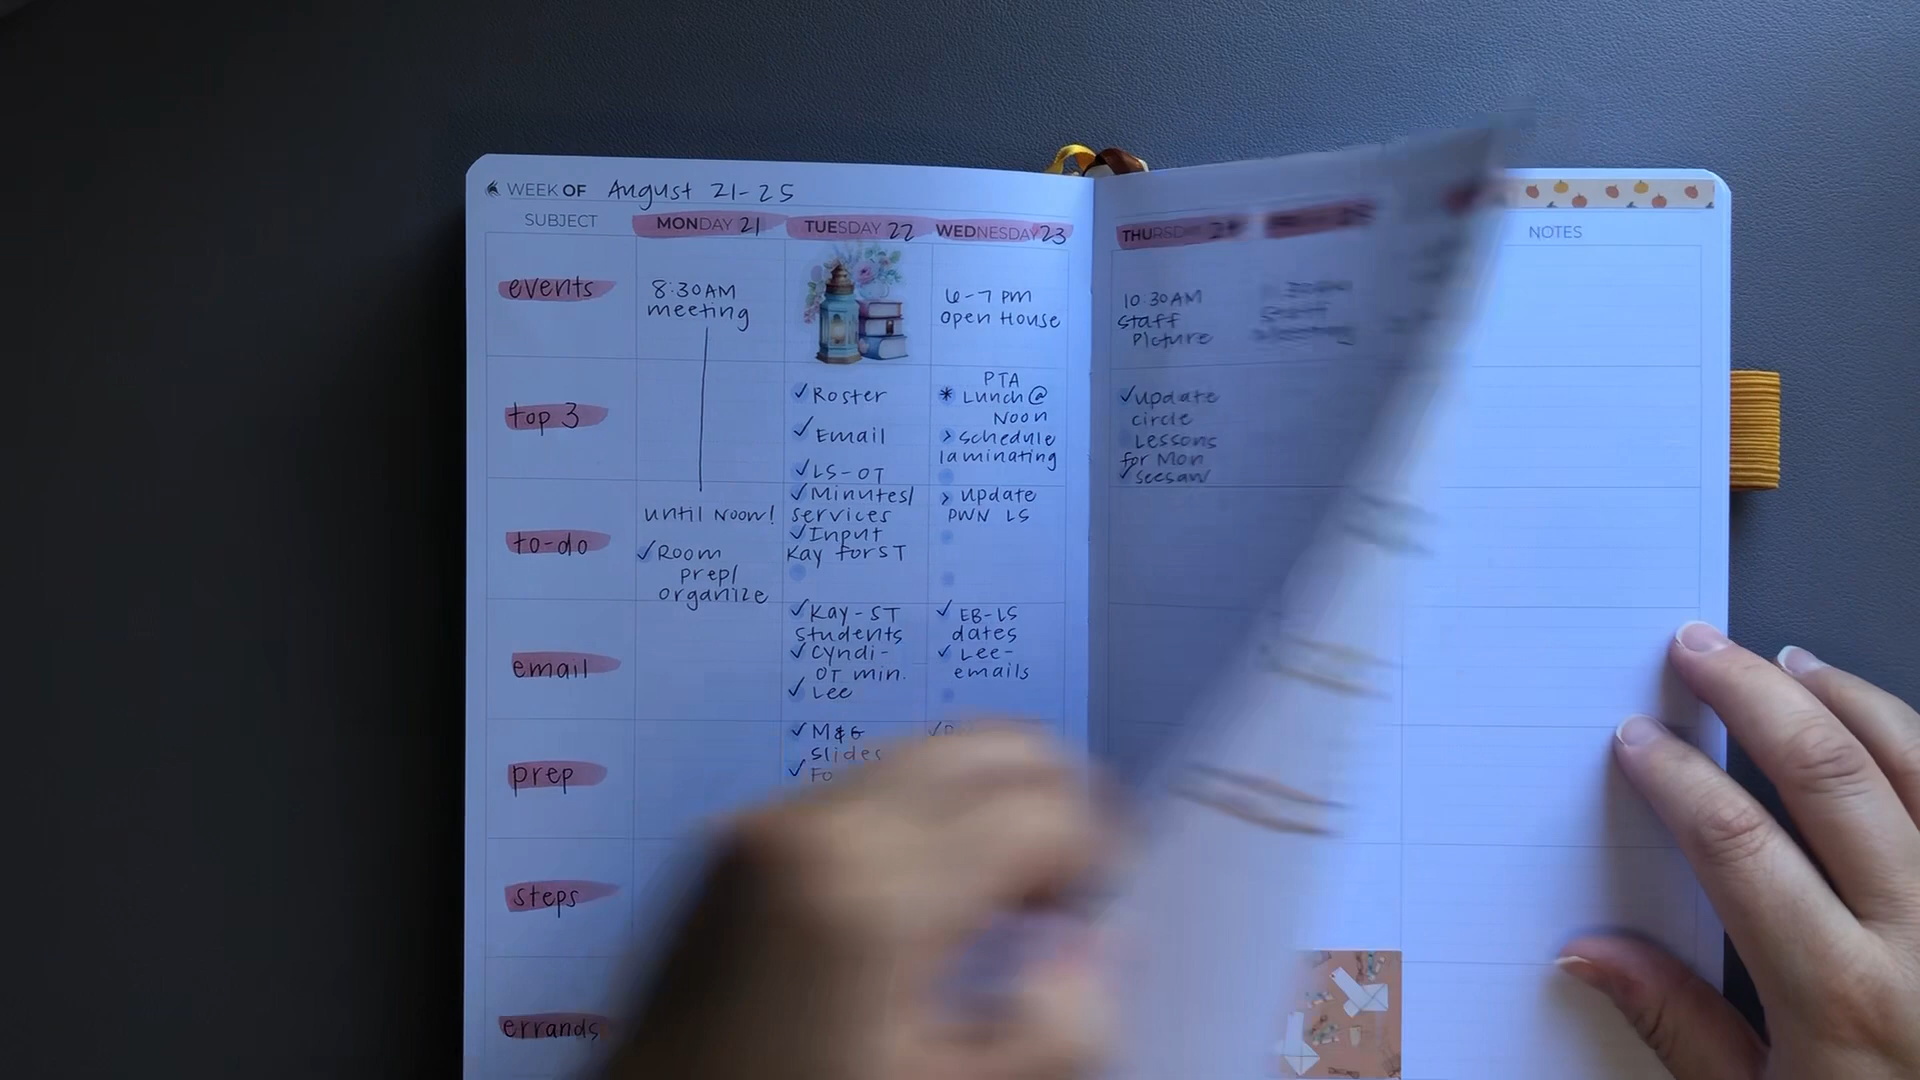 WEEK OF August 21-25
SUBJECT
MONDAY 21
TUESDAY 22
WEDNESDAY 23
events
8:30AM
meeting
6-7 PM
Open House
top 3
✓ Roster
✓ Email
✓ LS-OT
PTA
* Lunch @
Noon
> schedule
laminating
to-do
until Noon!
✓ Room
prep/
organize
✓ Minutes/
services
✓ Input
Kay for ST
> update
PWN LS
email
✓ Kay-ST
students
✓ Cyndi-
OT min.
✓ Lee
✓ EB-LS
dates
✓ Lee-
emails
prep
✓ M&G
slides
✓
steps
errands
NOTES
10:30AM
Staff
Picture
✓ update
circle
Lessons
for Mon
✓ seesaw